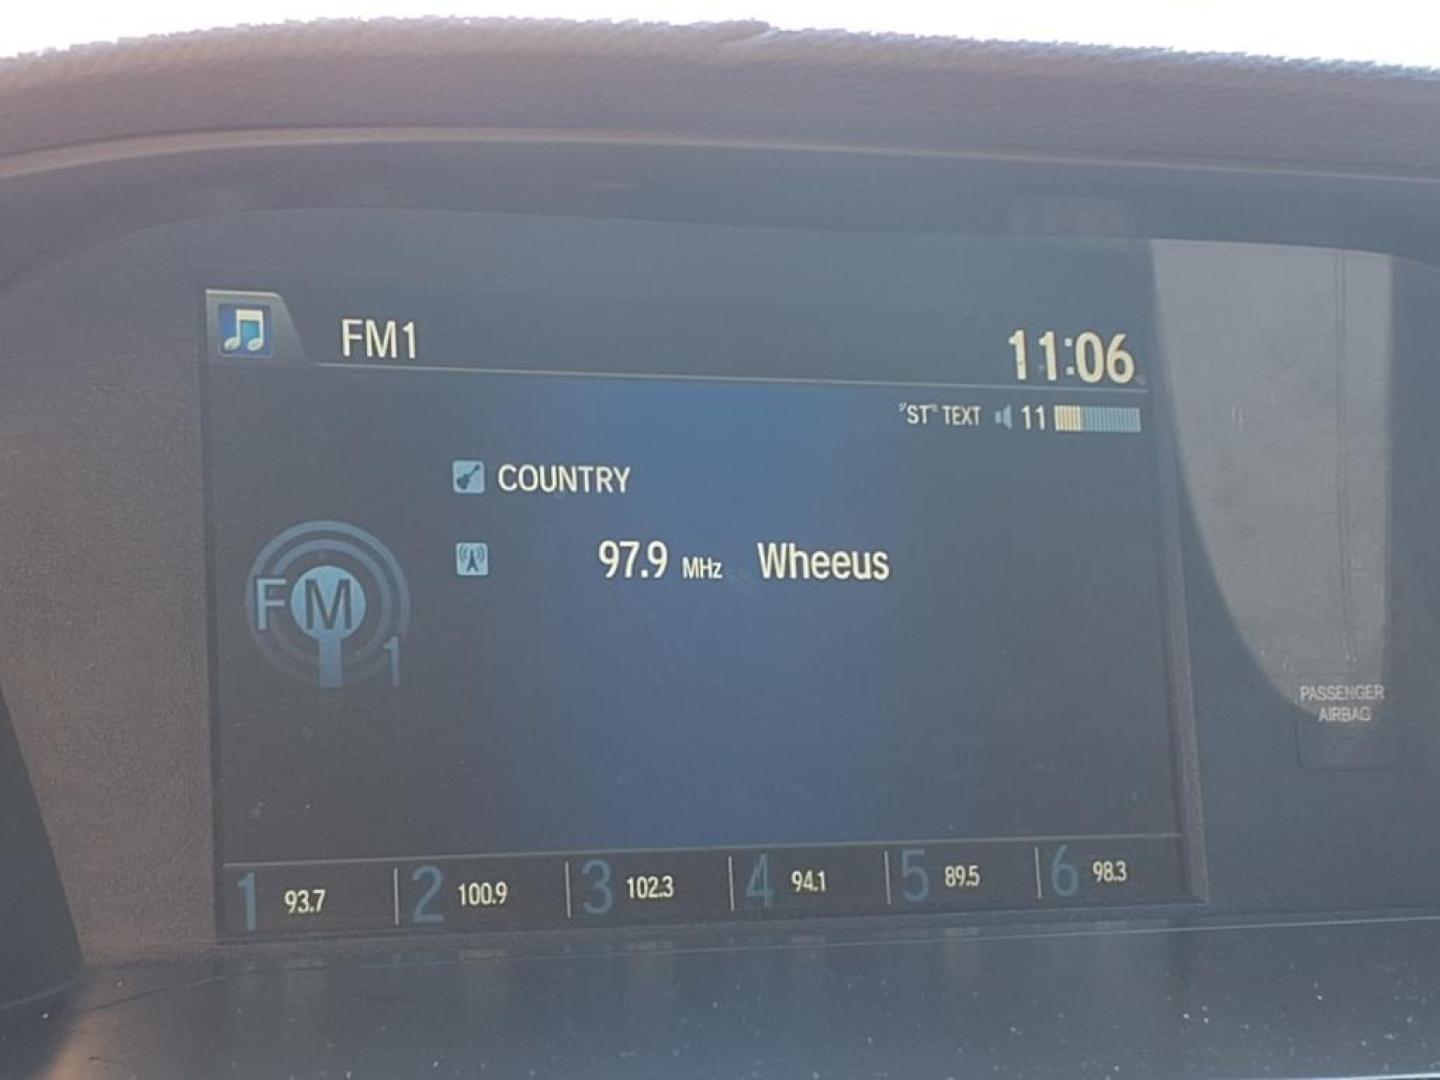 FM1
11:06
"ST" TEXT 11
COUNTRY
97.9 MHz Wheeus
FM
1
1 93.7 2 100.9 3 102.3 4 94.1 5 89.5 6 98.3
PASSENGER
AIRBAG